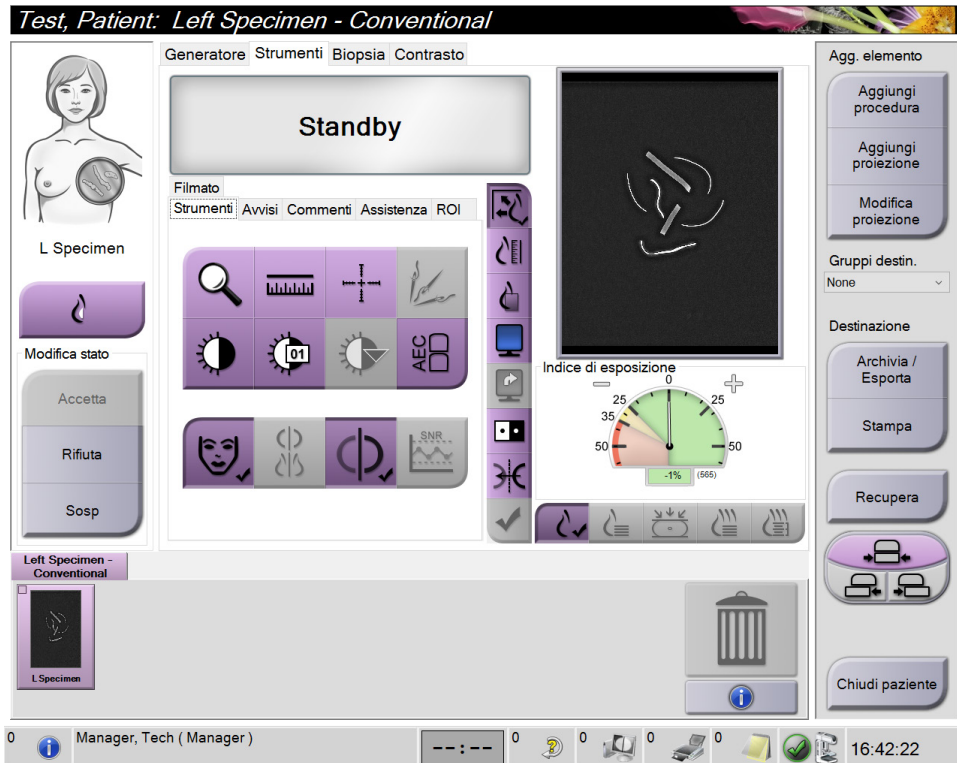 Test, Patient: Left Specimen - Conventional
Generatore Strumenti Biopsia Contrasto
Standby
Filmato
Strumenti Avvisi Commenti Assistenza ROI
L Specimen
Modifica stato
Accetta
Rifiuta
Sosp
01
AEC
SNR
Indice di esposizione
0
25 25
35
50 50
-1% (565)
Agg. elemento
Aggiungi
procedura
Aggiungi
proiezione
Modifica
proiezione
Gruppi destin.
None
Destinazione
Archivia /
Esporta
Stampa
Recupera
Chiudi paziente
Left Specimen -
Conventional
L Specimen
0 Manager, Tech ( Manager ) --:-- 0 0 0 0 16:42:22